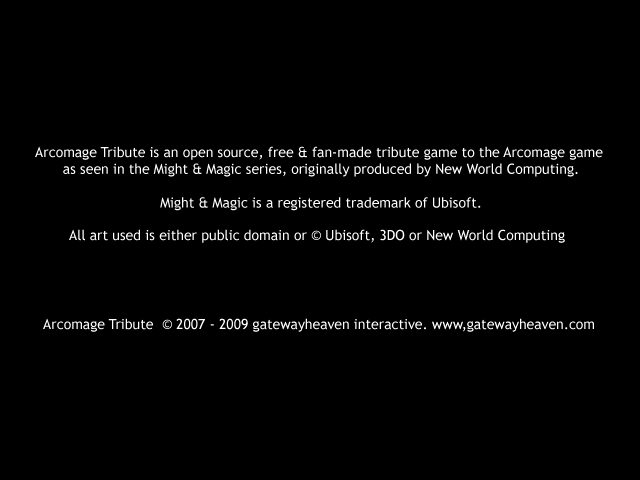 Arcomage Tribute is an open source, free & fan-made tribute game to the Arcomage game
as seen in the Might & Magic series, originally produced by New World Computing.
Might & Magic is a registered trademark of Ubisoft.
All art used is either public domain or © Ubisoft, 3DO or New World Computing
Arcomage Tribute © 2007 - 2009 gatewayheaven interactive. www,gatewayheaven.com